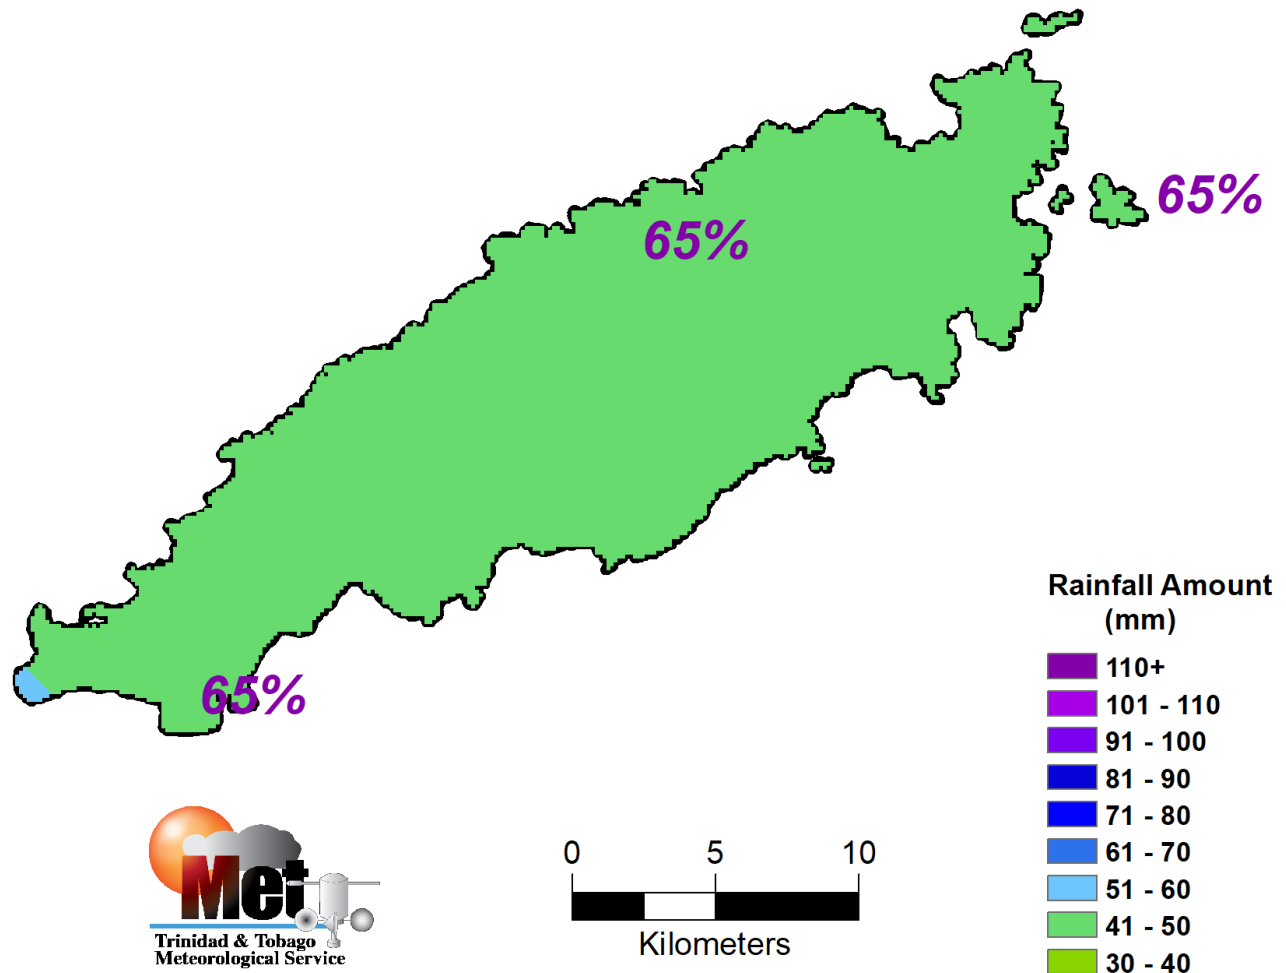 65%
65%
65%
Rainfall Amount
(mm)
110+
101 - 110
91 - 100
81 - 90
71 - 80
61 - 70
51 - 60
41 - 50
30 - 40
0 5 10
Kilometers
Met
Trinidad & Tobago
Meteorological Service